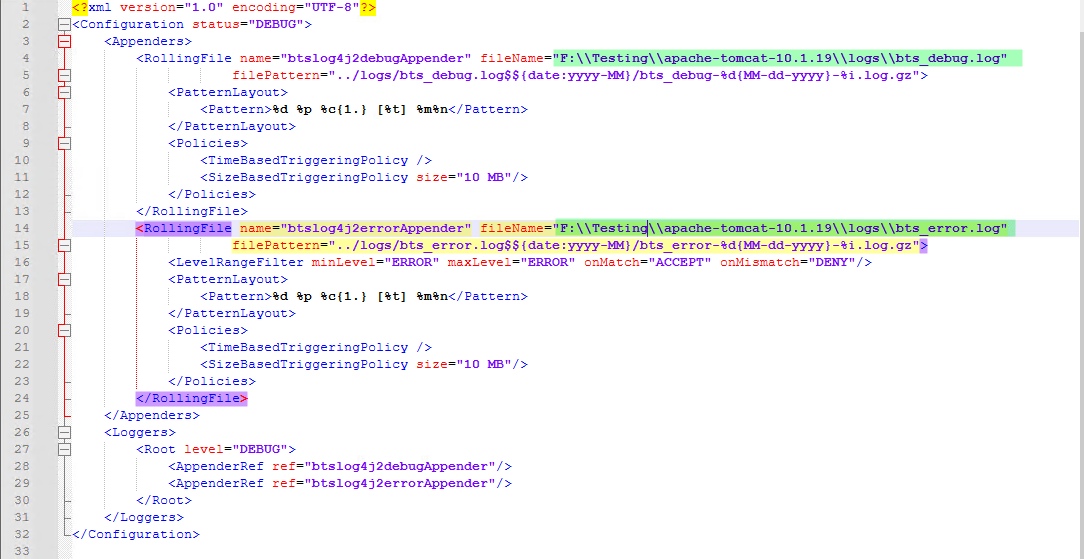 1 <?xml version="1.0" encoding="UTF-8"?>
2 <Configuration status="DEBUG">
3 <Appenders>
4 <RollingFile name="btslog4j2debugAppender" fileName="F:\\Testing\\apache-tomcat-10.1.19\\logs\\bts_debug.log"
5 filePattern="../logs/bts_debug.log$${date:yyyy-MM}/bts_debug-%d{MM-dd-yyyy}-%i.log.gz">
6 <PatternLayout>
7 <Pattern>%d %p %c{1.} [%t] %m%n</Pattern>
8 </PatternLayout>
9 <Policies>
10 <TimeBasedTriggeringPolicy />
11 <SizeBasedTriggeringPolicy size="10 MB"/>
12 </Policies>
13 </RollingFile>
14 <RollingFile name="btslog4j2errorAppender" fileName="F:\\Testing\\apache-tomcat-10.1.19\\logs\\bts_error.log"
15 filePattern="../logs/bts_error.log$${date:yyyy-MM}/bts_error-%d{MM-dd-yyyy}-%i.log.gz">
16 <LevelRangeFilter minLevel="ERROR" maxLevel="ERROR" onMatch="ACCEPT" onMismatch="DENY"/>
17 <PatternLayout>
18 <Pattern>%d %p %c{1.} [%t] %m%n</Pattern>
19 </PatternLayout>
20 <Policies>
21 <TimeBasedTriggeringPolicy />
22 <SizeBasedTriggeringPolicy size="10 MB"/>
23 </Policies>
24 </RollingFile>
25 </Appenders>
26 <Loggers>
27 <Root level="DEBUG">
28 <AppenderRef ref="btslog4j2debugAppender"/>
29 <AppenderRef ref="btslog4j2errorAppender"/>
30 </Root>
31 </Loggers>
32 </Configuration>
33